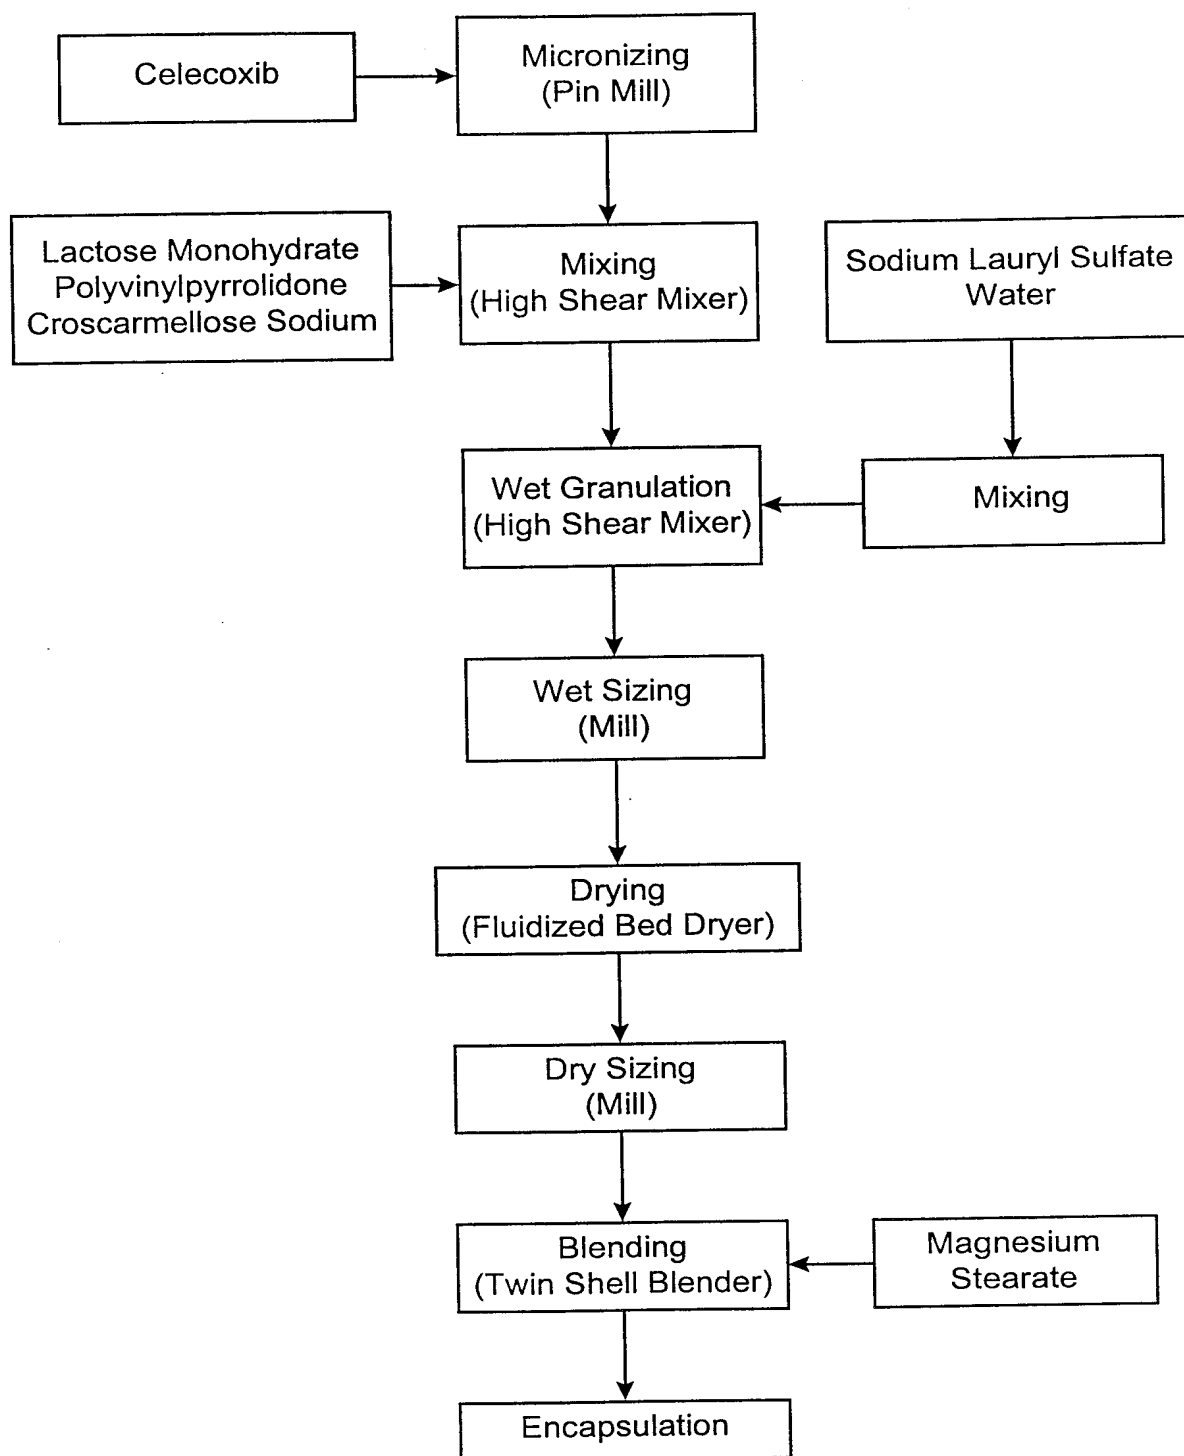 Celecoxib
Micronizing
(Pin Mill)
Lactose Monohydrate
Polyvinylpyrrolidone
Croscarmellose Sodium
Mixing
(High Shear Mixer)
Sodium Lauryl Sulfate
Water
Wet Granulation
(High Shear Mixer)
Mixing
Wet Sizing
(Mill)
Drying
(Fluidized Bed Dryer)
Dry Sizing
(Mill)
Blending
(Twin Shell Blender)
Magnesium
Stearate
Encapsulation